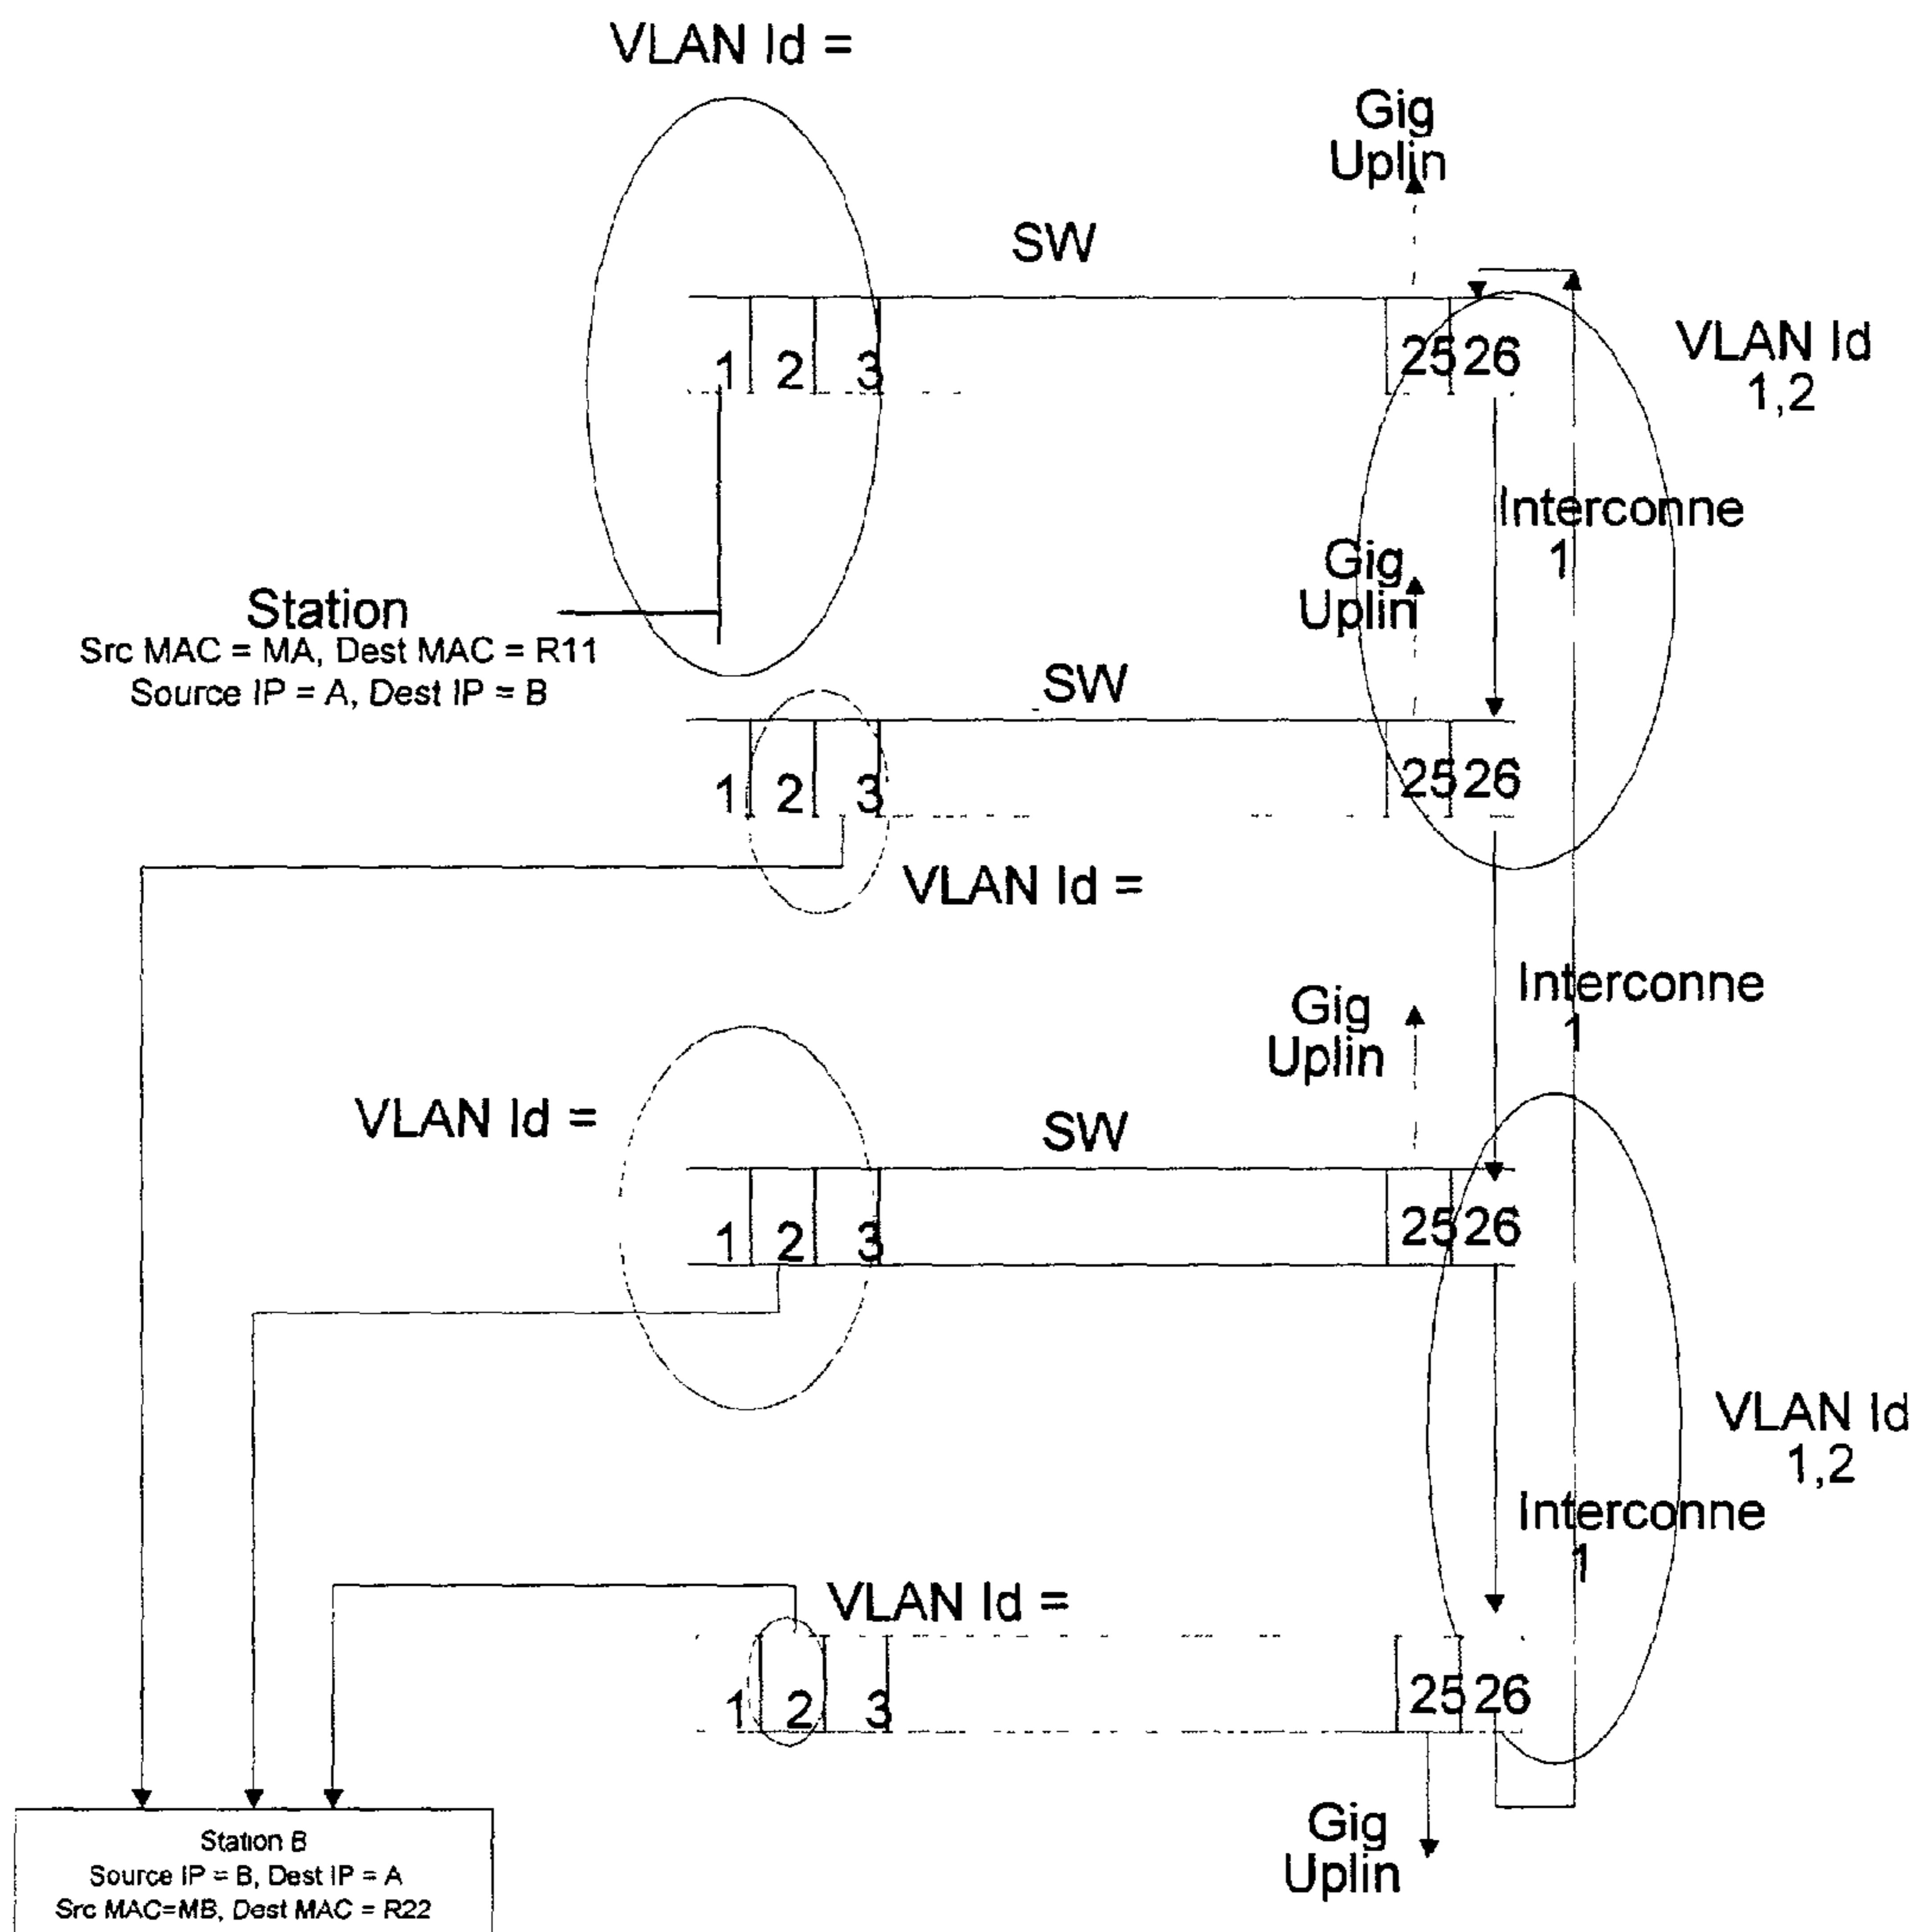 VLAN Id =
Gig
Uplin
SW
1 2 3 25 26
VLAN Id
1,2
Interconne
1
Gig
Uplin
Station
Src MAC = MA, Dest MAC = R11
Source IP = A, Dest IP = B
SW
1 2 3 25 26
VLAN Id =
Interconne
1
Gig
Uplin
VLAN Id =
SW
1 2 3 25 26
VLAN Id
1,2
Interconne
1
VLAN Id =
1 2 3 25 26
Gig
Uplin
Station B
Source IP = B, Dest IP = A
Src MAC=MB, Dest MAC = R22